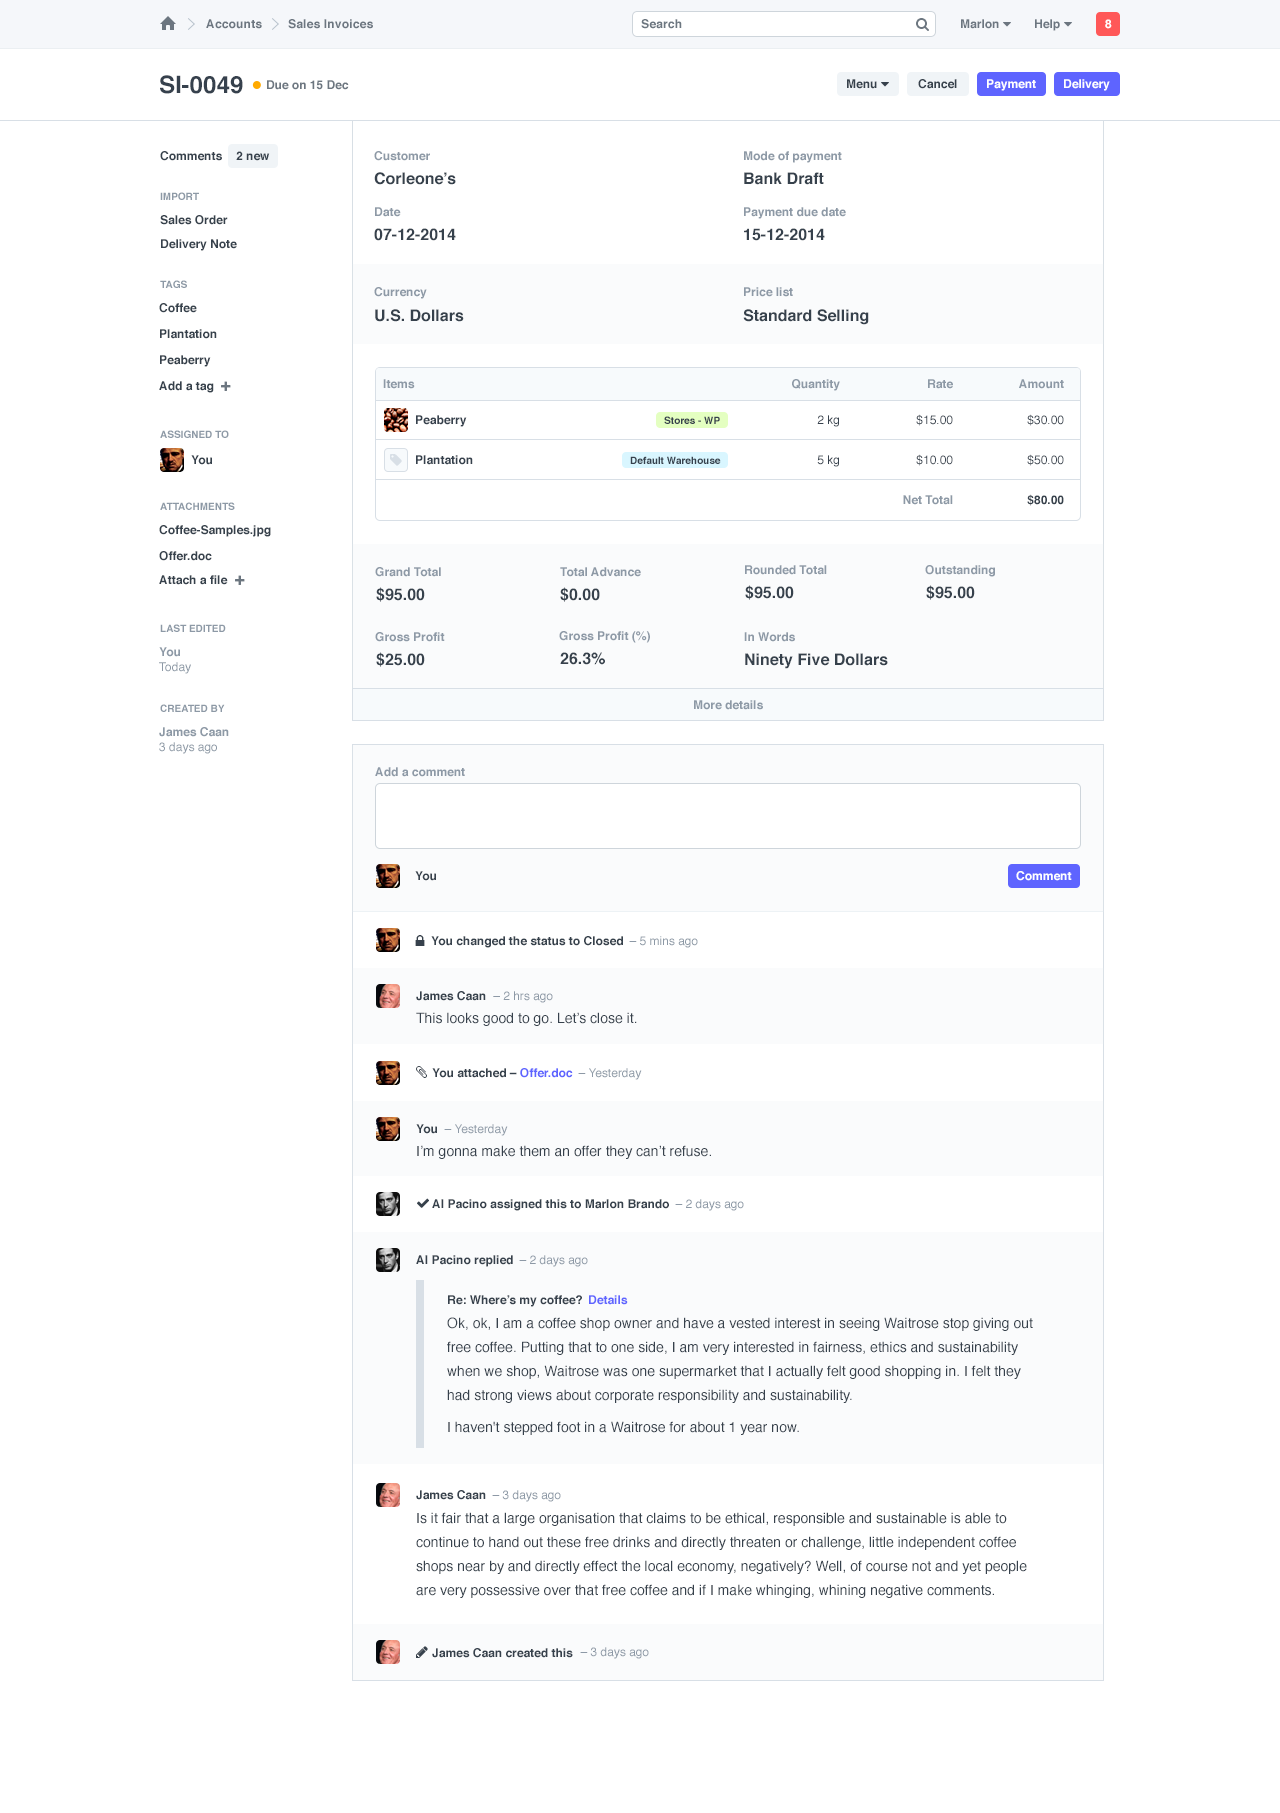 Accounts
Sales Invoices
Search
Marlon
Help
8
SI-0049
Due on 15 Dec
Menu
Cancel
Payment
Delivery
Comments 2 new
IMPORT
Sales Order
Delivery Note
TAGS
Coffee
Plantation
Peaberry
Add a tag
ASSIGNED TO
You
ATTACHMENTS
Coffee-Samples.jpg
Offer.doc
Attach a file
LAST EDITED
You
Today
CREATED BY
James Caan
3 days ago
Customer
Corleone’s
Mode of payment
Bank Draft
Date
07-12-2014
Payment due date
15-12-2014
Currency
U.S. Dollars
Price list
Standard Selling
Items Quantity Rate Amount
Peaberry Stores - WP 2 kg $15.00 $30.00
Plantation Default Warehouse 5 kg $10.00 $50.00
Net Total $80.00
Grand Total
$95.00
Total Advance
$0.00
Rounded Total
$95.00
Outstanding
$95.00
Gross Profit
$25.00
Gross Profit (%)
26.3%
In Words
Ninety Five Dollars
More details
Add a comment
You
Comment
You changed the status to Closed – 5 mins ago
James Caan – 2 hrs ago
This looks good to go. Let’s close it.
You attached – Offer.doc – Yesterday
You – Yesterday
I’m gonna make them an offer they can’t refuse.
Al Pacino assigned this to Marlon Brando – 2 days ago
Al Pacino replied – 2 days ago
Re: Where’s my coffee? Details
Ok, ok, I am a coffee shop owner and have a vested interest in seeing Waitrose stop giving out
free coffee. Putting that to one side, I am very interested in fairness, ethics and sustainability
when we shop, Waitrose was one supermarket that I actually felt good shopping in. I felt they
had strong views about corporate responsibility and sustainability.
I haven't stepped foot in a Waitrose for about 1 year now.
James Caan – 3 days ago
Is it fair that a large organisation that claims to be ethical, responsible and sustainable is able to
continue to hand out these free drinks and directly threaten or challenge, little independent coffee
shops near by and directly effect the local economy, negatively? Well, of course not and yet people
are very possessive over that free coffee and if I make whinging, whining negative comments.
James Caan created this – 3 days ago